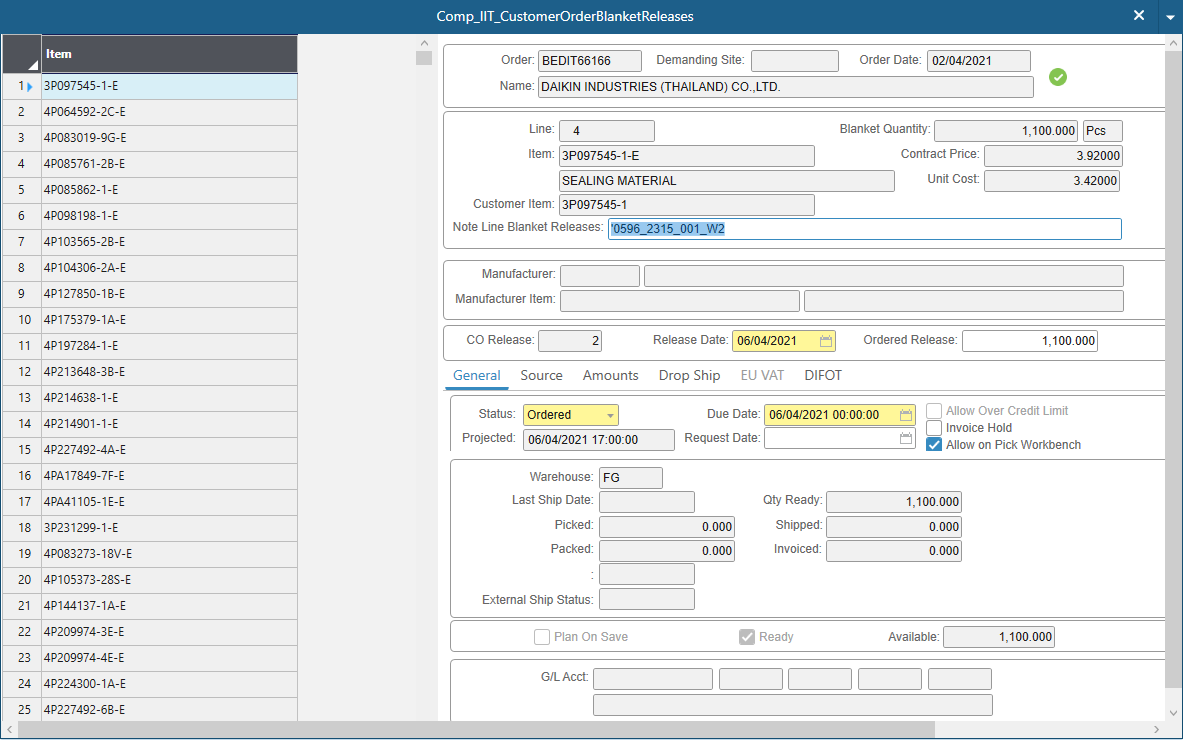 Comp_IIT_CustomerOrderBlanketReleases
Item
1 3P097545-1-E
2 4P064592-2C-E
3 4P083019-9G-E
4 4P085761-2B-E
5 4P085862-1-E
6 4P098198-1-E
7 4P103565-2B-E
8 4P104306-2A-E
9 4P127850-1B-E
10 4P175379-1A-E
11 4P197284-1-E
12 4P213648-3B-E
13 4P214638-1-E
14 4P214901-1-E
15 4P227492-4A-E
16 4PA17849-7F-E
17 4PA41105-1E-E
18 3P231299-1-E
19 4P083273-18V-E
20 4P105373-28S-E
21 4P144137-1A-E
22 4P209974-3E-E
23 4P209974-4E-E
24 4P224300-1A-E
25 4P227492-6B-E
Order: BEDIT66166 Demanding Site: Order Date: 02/04/2021
Name: DAIKIN INDUSTRIES (THAILAND) CO.,LTD.
Line: 4 Blanket Quantity: 1,100.000 Pcs
Item: 3P097545-1-E Contract Price: 3.92000
SEALING MATERIAL Unit Cost: 3.42000
Customer Item: 3P097545-1
Note Line Blanket Releases: '0596_2315_001_W2
Manufacturer:
Manufacturer Item:
CO Release: 2 Release Date: 06/04/2021 Ordered Release: 1,100.000
General Source Amounts Drop Ship EU VAT DIFOT
Status: Ordered Due Date: 06/04/2021 00:00:00 Allow Over Credit Limit
Invoice Hold
Projected: 06/04/2021 17:00:00 Request Date: Allow on Pick Workbench
Warehouse: FG
Last Ship Date: Qty Ready: 1,100.000
Picked: 0.000 Shipped: 0.000
Packed: 0.000 Invoiced: 0.000
:
External Ship Status:
Plan On Save Ready Available: 1,100.000
G/L Acct: